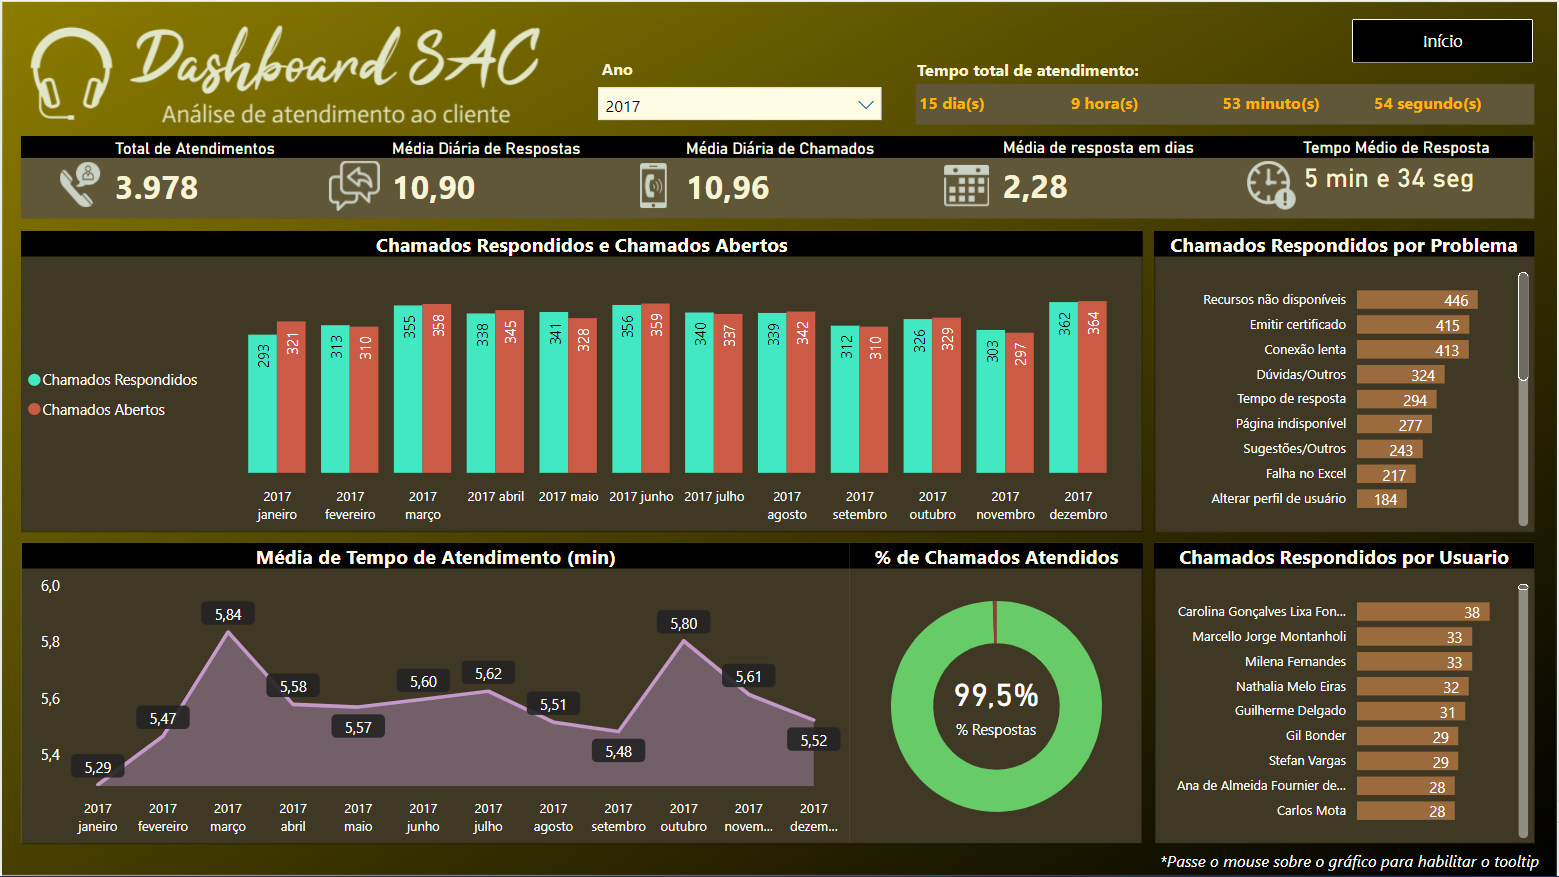 Dashboard SAC
Análise de atendimento ao cliente
Ano
2017
Tempo total de atendimento:
15 dia(s) 9 hora(s) 53 minuto(s) 54 segundo(s)
Início
Total de Atendimentos
3.978
Média Diária de Respostas
10,90
Média Diária de Chamados
10,96
Média de resposta em dias
2,28
Tempo Médio de Resposta
5 min e 34 seg
Chamados Respondidos e Chamados Abertos
Chamados Respondidos
Chamados Abertos
293 321 313 310 355 358 338 345 341 328 356 359 340 337 339 342 312 310 326 329 303 297 362 364
2017 2017 2017 2017 abril 2017 maio 2017 junho 2017 julho 2017 2017 2017 2017 2017
janeiro fevereiro março agosto setembro outubro novembro dezembro
Chamados Respondidos por Problema
Recursos não disponíveis 446
Emitir certificado 415
Conexão lenta 413
Dúvidas/Outros 324
Tempo de resposta 294
Página indisponível 277
Sugestões/Outros 243
Falha no Excel 217
Alterar perfil de usuário 184
Média de Tempo de Atendimento (min)
6,0
5,8
5,6
5,4
5,29 5,47 5,84 5,58 5,57 5,60 5,62 5,51 5,48 5,80 5,61 5,52
2017 2017 2017 2017 2017 2017 2017 2017 2017 2017 2017 2017
janeiro fevereiro março abril maio junho julho agosto setembro outubro novem... dezem...
% de Chamados Atendidos
99,5%
% Respostas
Chamados Respondidos por Usuario
Carolina Gonçalves Lixa Fon... 38
Marcello Jorge Montanholi 33
Milena Fernandes 33
Nathalia Melo Eiras 32
Guilherme Delgado 31
Gil Bonder 29
Stefan Vargas 29
Ana de Almeida Fournier de... 28
Carlos Mota 28
*Passe o mouse sobre o gráfico para habilitar o tooltip